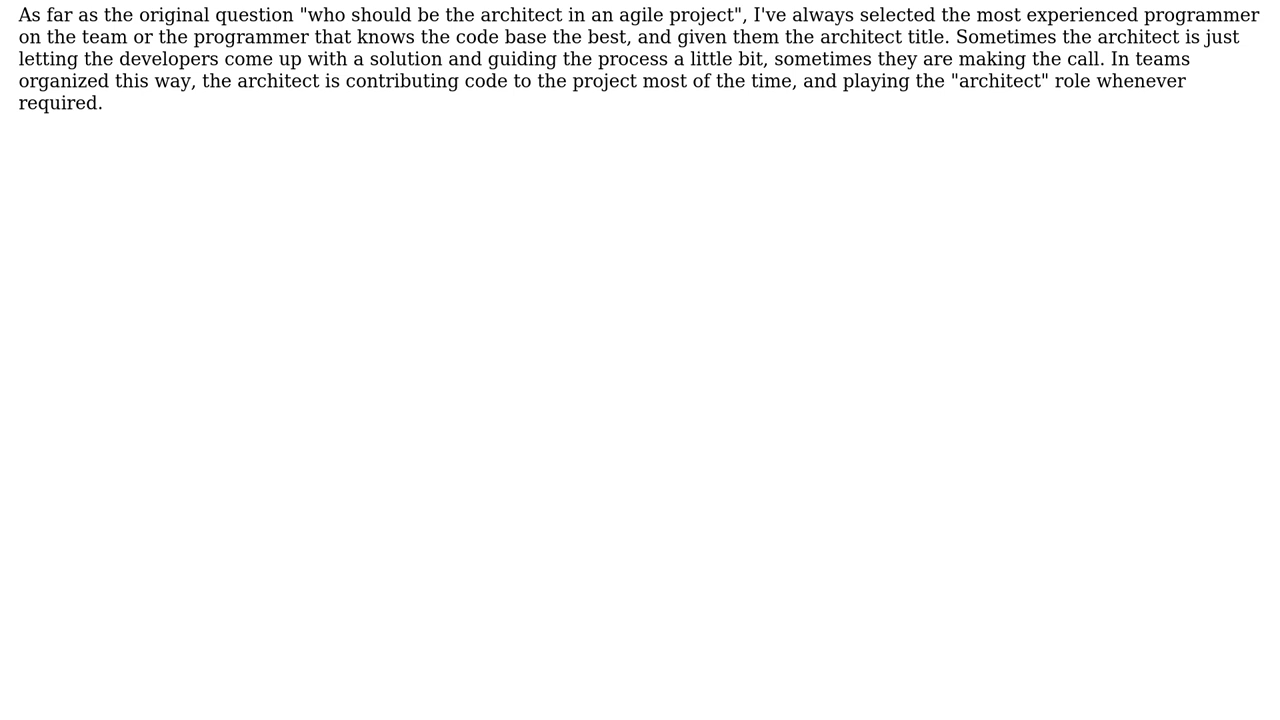 As far as the original question "who should be the architect in an agile project", I've always selected the most experienced programmer
on the team or the programmer that knows the code base the best, and given them the architect title. Sometimes the architect is just
letting the developers come up with a solution and guiding the process a little bit, sometimes they are making the call. In teams
organized this way, the architect is contributing code to the project most of the time, and playing the "architect" role whenever
required.